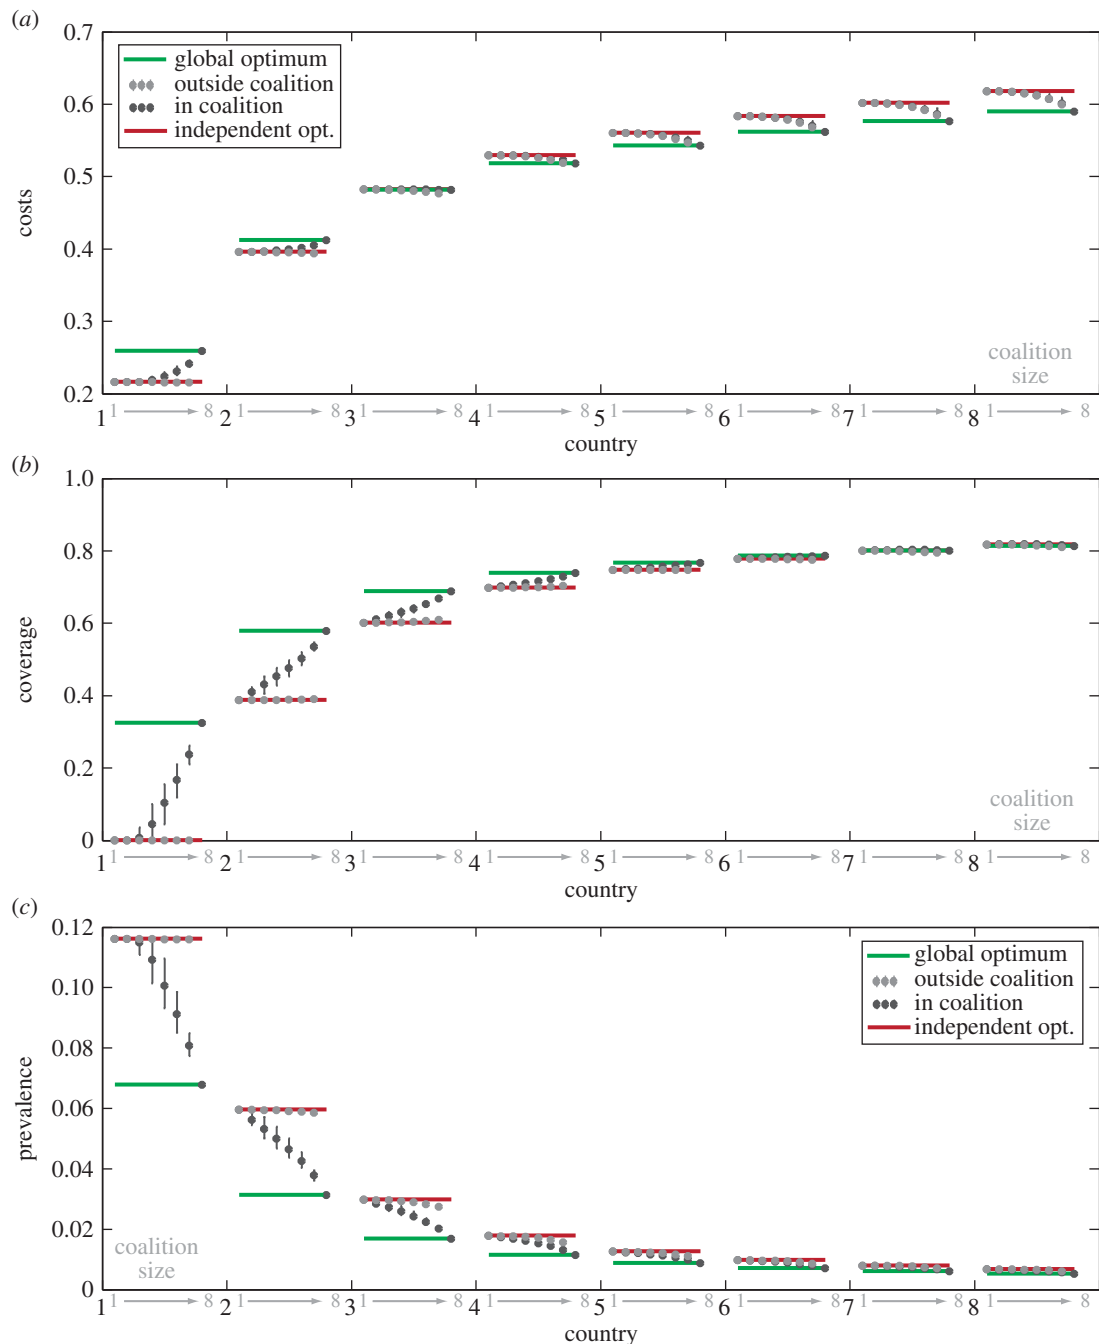 (a)
0.7
0.6
0.5
0.4
0.3
0.2
costs
global optimum
outside coalition
in coalition
independent opt.
coalition
size
1 8 1 8 1 8 1 8 1 8 1 8 1 8 1 8
1 2 3 4 5 6 7 8
country
(b)
1.0
0.8
0.6
0.4
0.2
0
coverage
coalition
size
1 8 1 8 1 8 1 8 1 8 1 8 1 8 1 8
1 2 3 4 5 6 7 8
country
(c)
0.12
0.10
0.08
0.06
0.04
0.02
0
prevalence
global optimum
outside coalition
in coalition
independent opt.
coalition
size
1 8 1 8 1 8 1 8 1 8 1 8 1 8 1 8
1 2 3 4 5 6 7 8
country